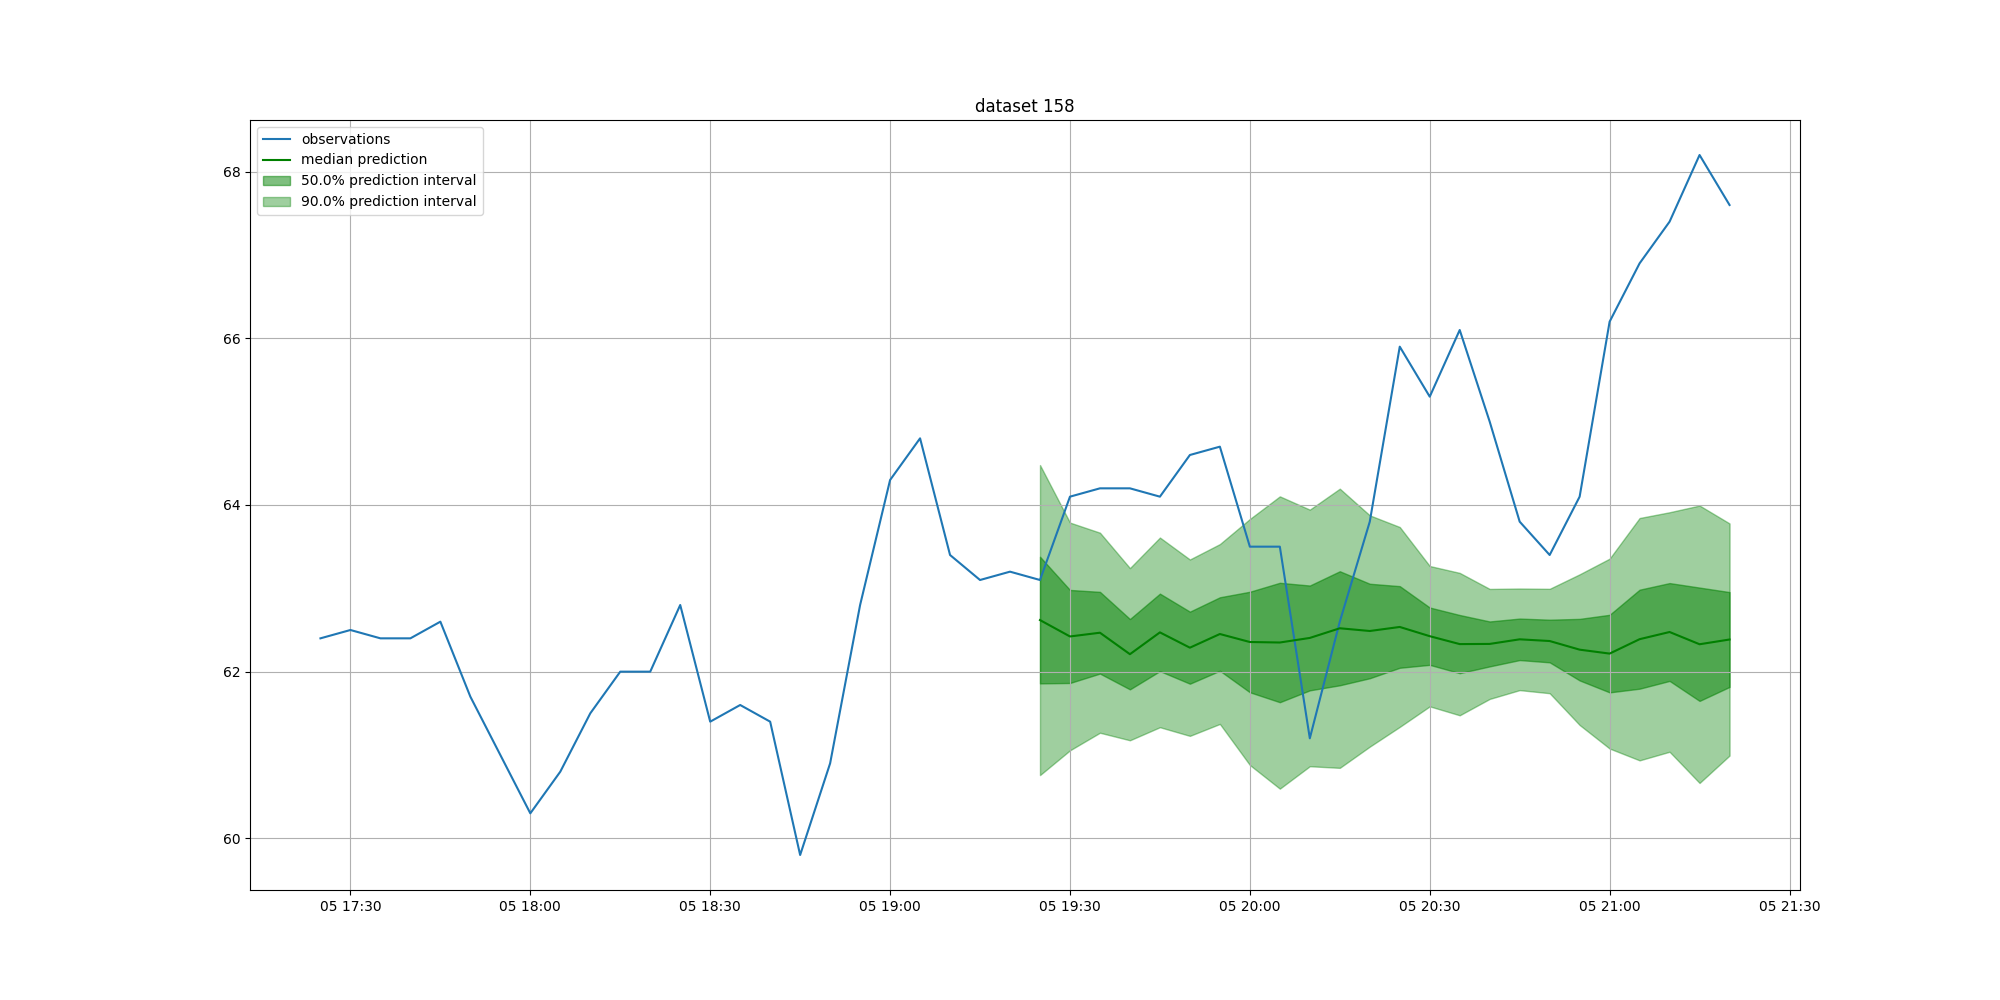 dataset 158
observations
median prediction
50.0% prediction interval
90.0% prediction interval
68
66
64
62
60
05 17:30
05 18:00
05 18:30
05 19:00
05 19:30
05 20:00
05 20:30
05 21:00
05 21:30